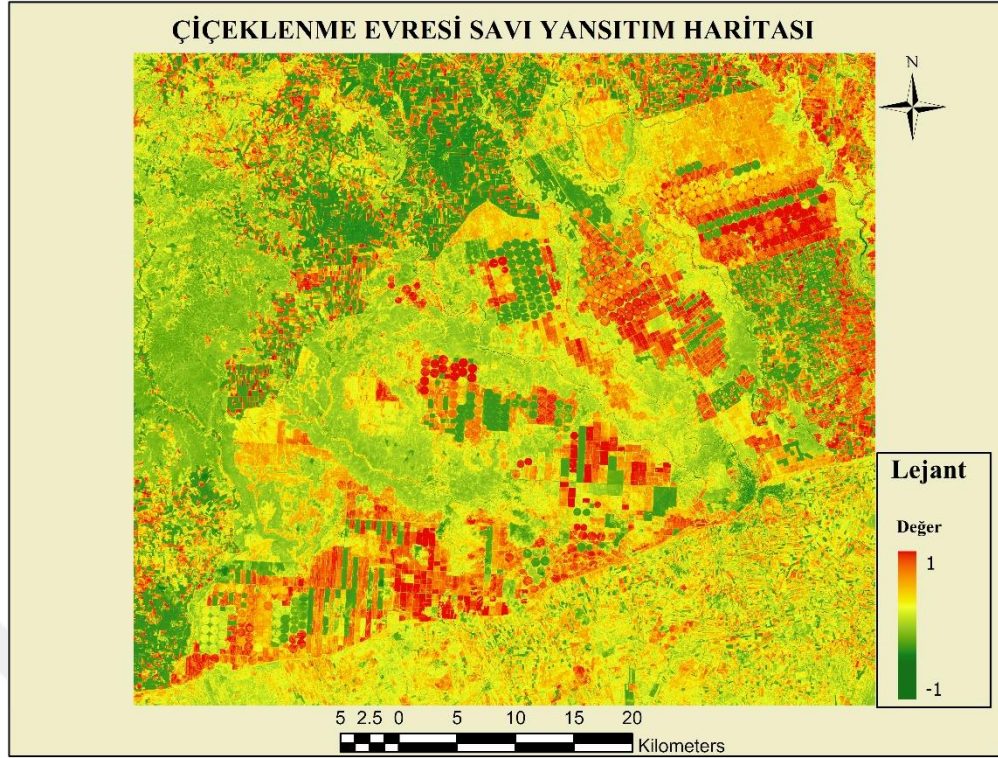 ÇİÇEKLENME EVRESİ SAVI YANSITIM HARİTASI
N
Lejant
Değer
1
-1
5 2.5 0 5 10 15 20
Kilometers